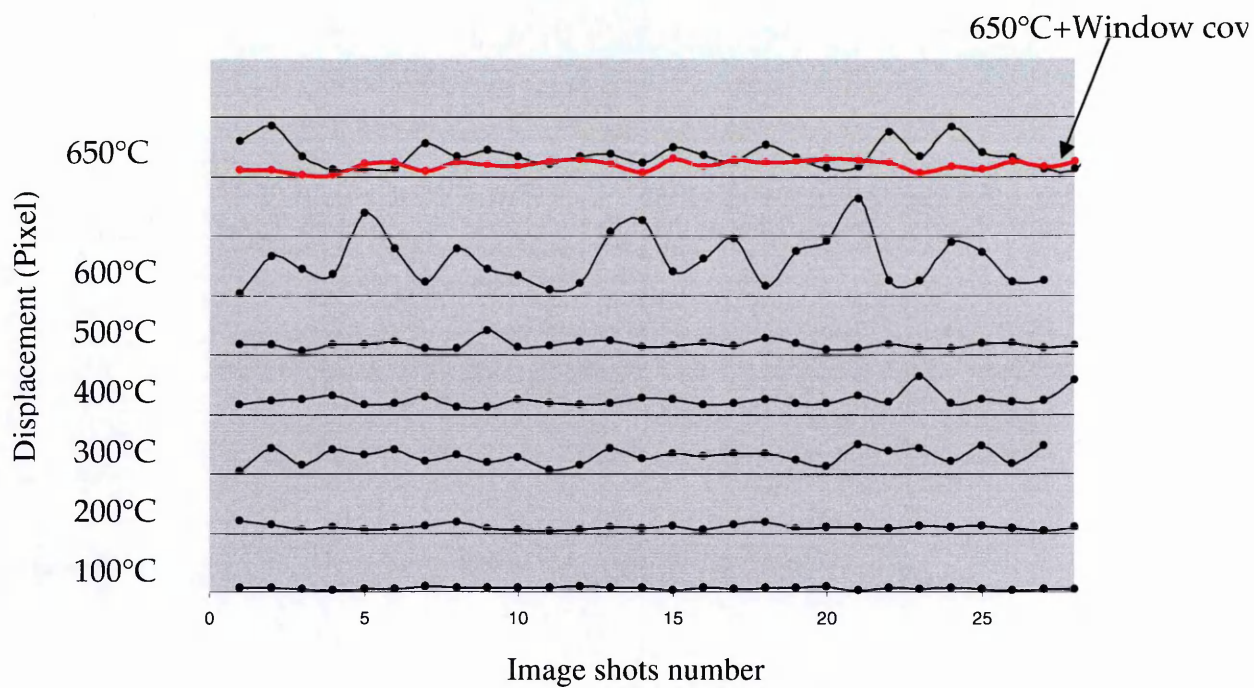 650°C+Window cov
650°C
600°C
500°C
400°C
300°C
200°C
100°C
Displacement (Pixel)
0 5 10 15 20 25
Image shots number